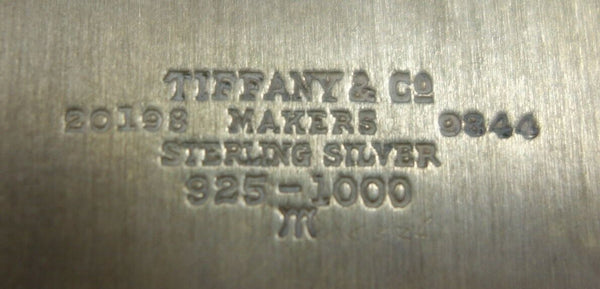 TIFFANY & Co
20198 MAKERS 9844
STERLING SILVER
925-1000
m